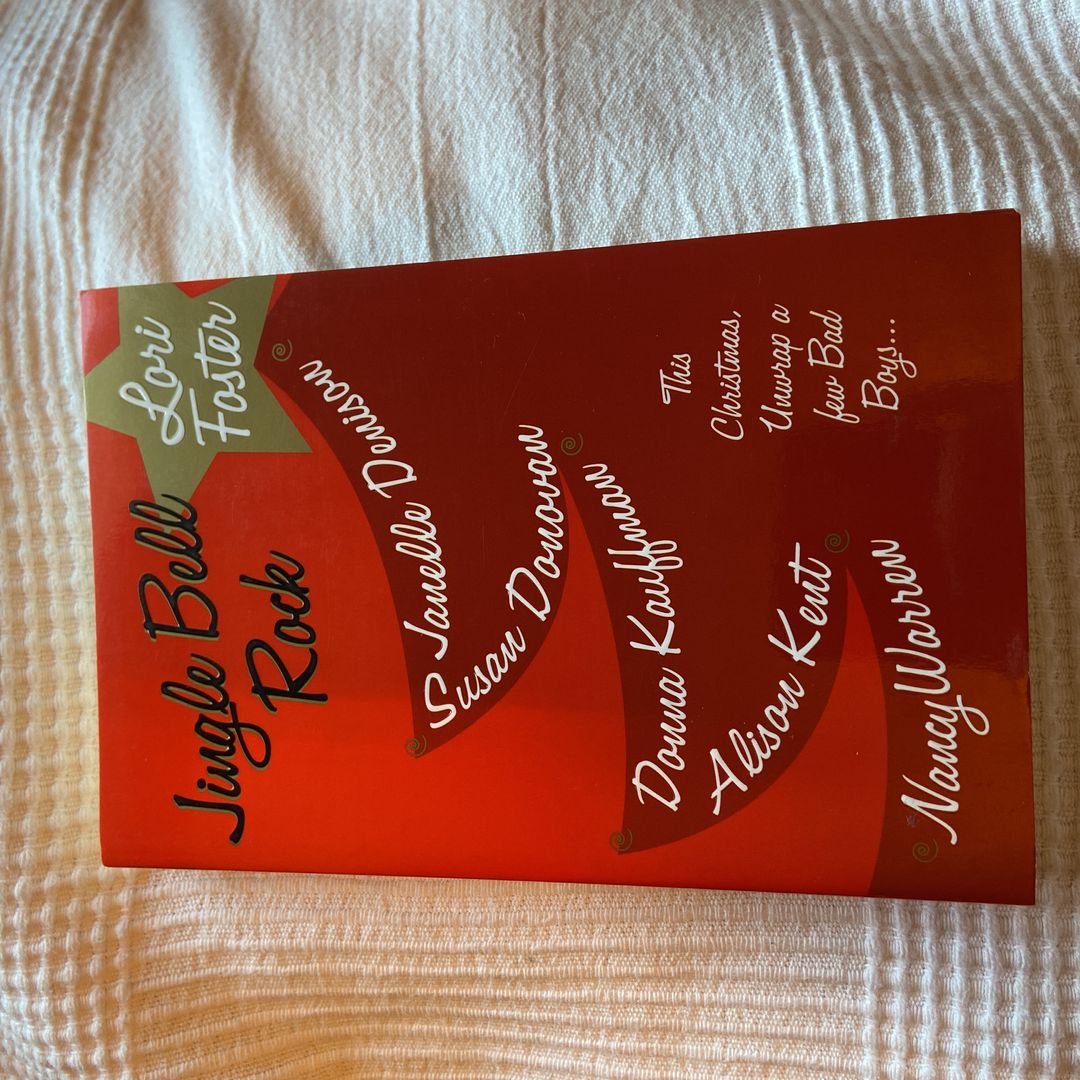 Jingle Bell
Rock
Lori
Foster
Janelle Denison
Susan Donovan
Donna Kauffman
Alison Kent
Nancy Warren
This
Christmas,
Unwrap a
few Bad
Boys...